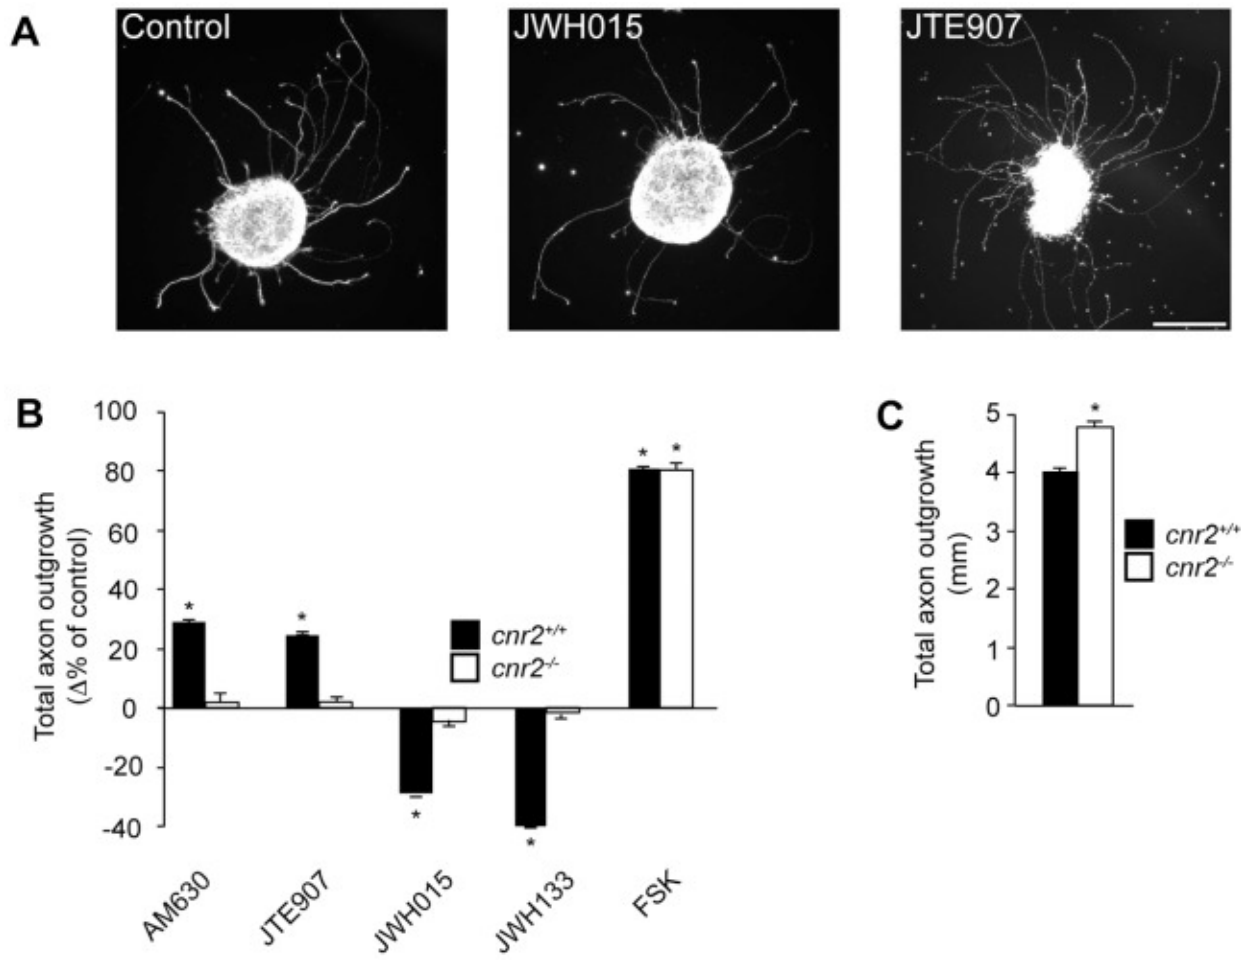 A
Control
JWH015
JTE907
B
Total axon outgrowth
(Δ% of control)
100
80
60
40
20
0
-20
-40
*
*
*
*
*
*
cnr2+/+
cnr2-/-
AM630
JTE907
JWH015
JWH133
FSK
C
Total axon outgrowth
(mm)
5
4
3
2
1
0
*
cnr2+/+
cnr2-/-